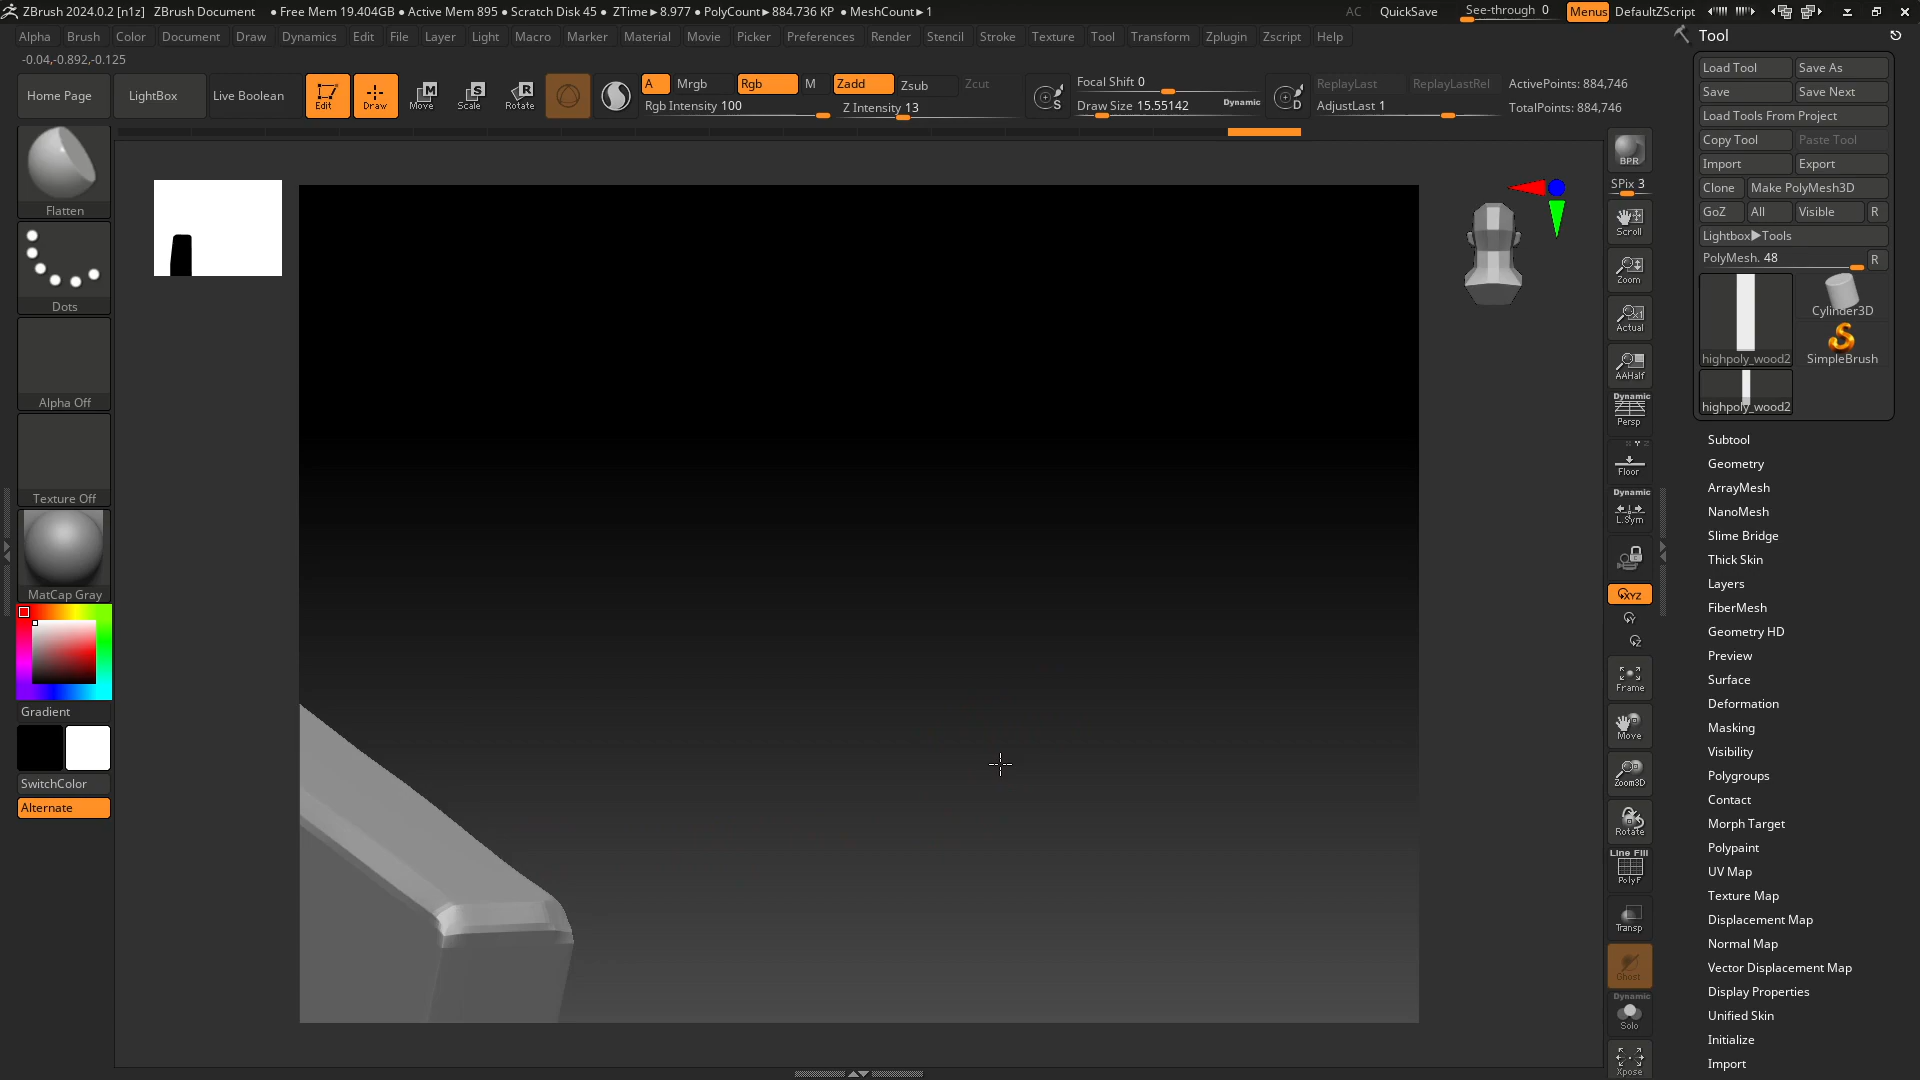 ZBrush 2024.0.2 [n1z] ZBrush Document ● Free Mem 19.404GB ● Active Mem 895 ● Scratch Disk 45 ● ZTime►8.977 ● PolyCount►884.736 KP ● MeshCount►1 AC QuickSave See-through 0 Menus DefaultZScript
Alpha Brush Color Document Draw Dynamics Edit File Layer Light Macro Marker Material Movie Picker Preferences Render Stencil Stroke Texture Tool Transform Zplugin Zscript Help
-0.04,-0.892,-0.125
Home Page LightBox Live Boolean Edit Draw Move Scale Rotate
A Mrgb Rgb M Zadd Zsub Zcut
Rgb Intensity 100 Z Intensity 13
S Focal Shift 0
Draw Size 15.55142 Dynamic
D ReplayLast ReplayLastRel
AdjustLast 1
ActivePoints: 884,746
TotalPoints: 884,746
Flatten
Dots
Alpha Off
Texture Off
MatCap Gray
Gradient
SwitchColor
Alternate
BPR
SPix 3
Scroll
Zoom
Actual
AAHalf
Dynamic
Persp
Floor
Dynamic
L.Sym
XYZ
Y
Z
Frame
Move
Zoom3D
Rotate
Line Fill
PolyF
Transp
Ghost
Dynamic
Solo
Xpose
Tool
Load Tool Save As
Save Save Next
Load Tools From Project
Copy Tool Paste Tool
Import Export
Clone Make PolyMesh3D
GoZ All Visible R
Lightbox►Tools
PolyMesh. 48 R
Cylinder3D
highpoly_wood2 SimpleBrush
highpoly_wood2
Subtool
Geometry
ArrayMesh
NanoMesh
Slime Bridge
Thick Skin
Layers
FiberMesh
Geometry HD
Preview
Surface
Deformation
Masking
Visibility
Polygroups
Contact
Morph Target
Polypaint
UV Map
Texture Map
Displacement Map
Normal Map
Vector Displacement Map
Display Properties
Unified Skin
Initialize
Import